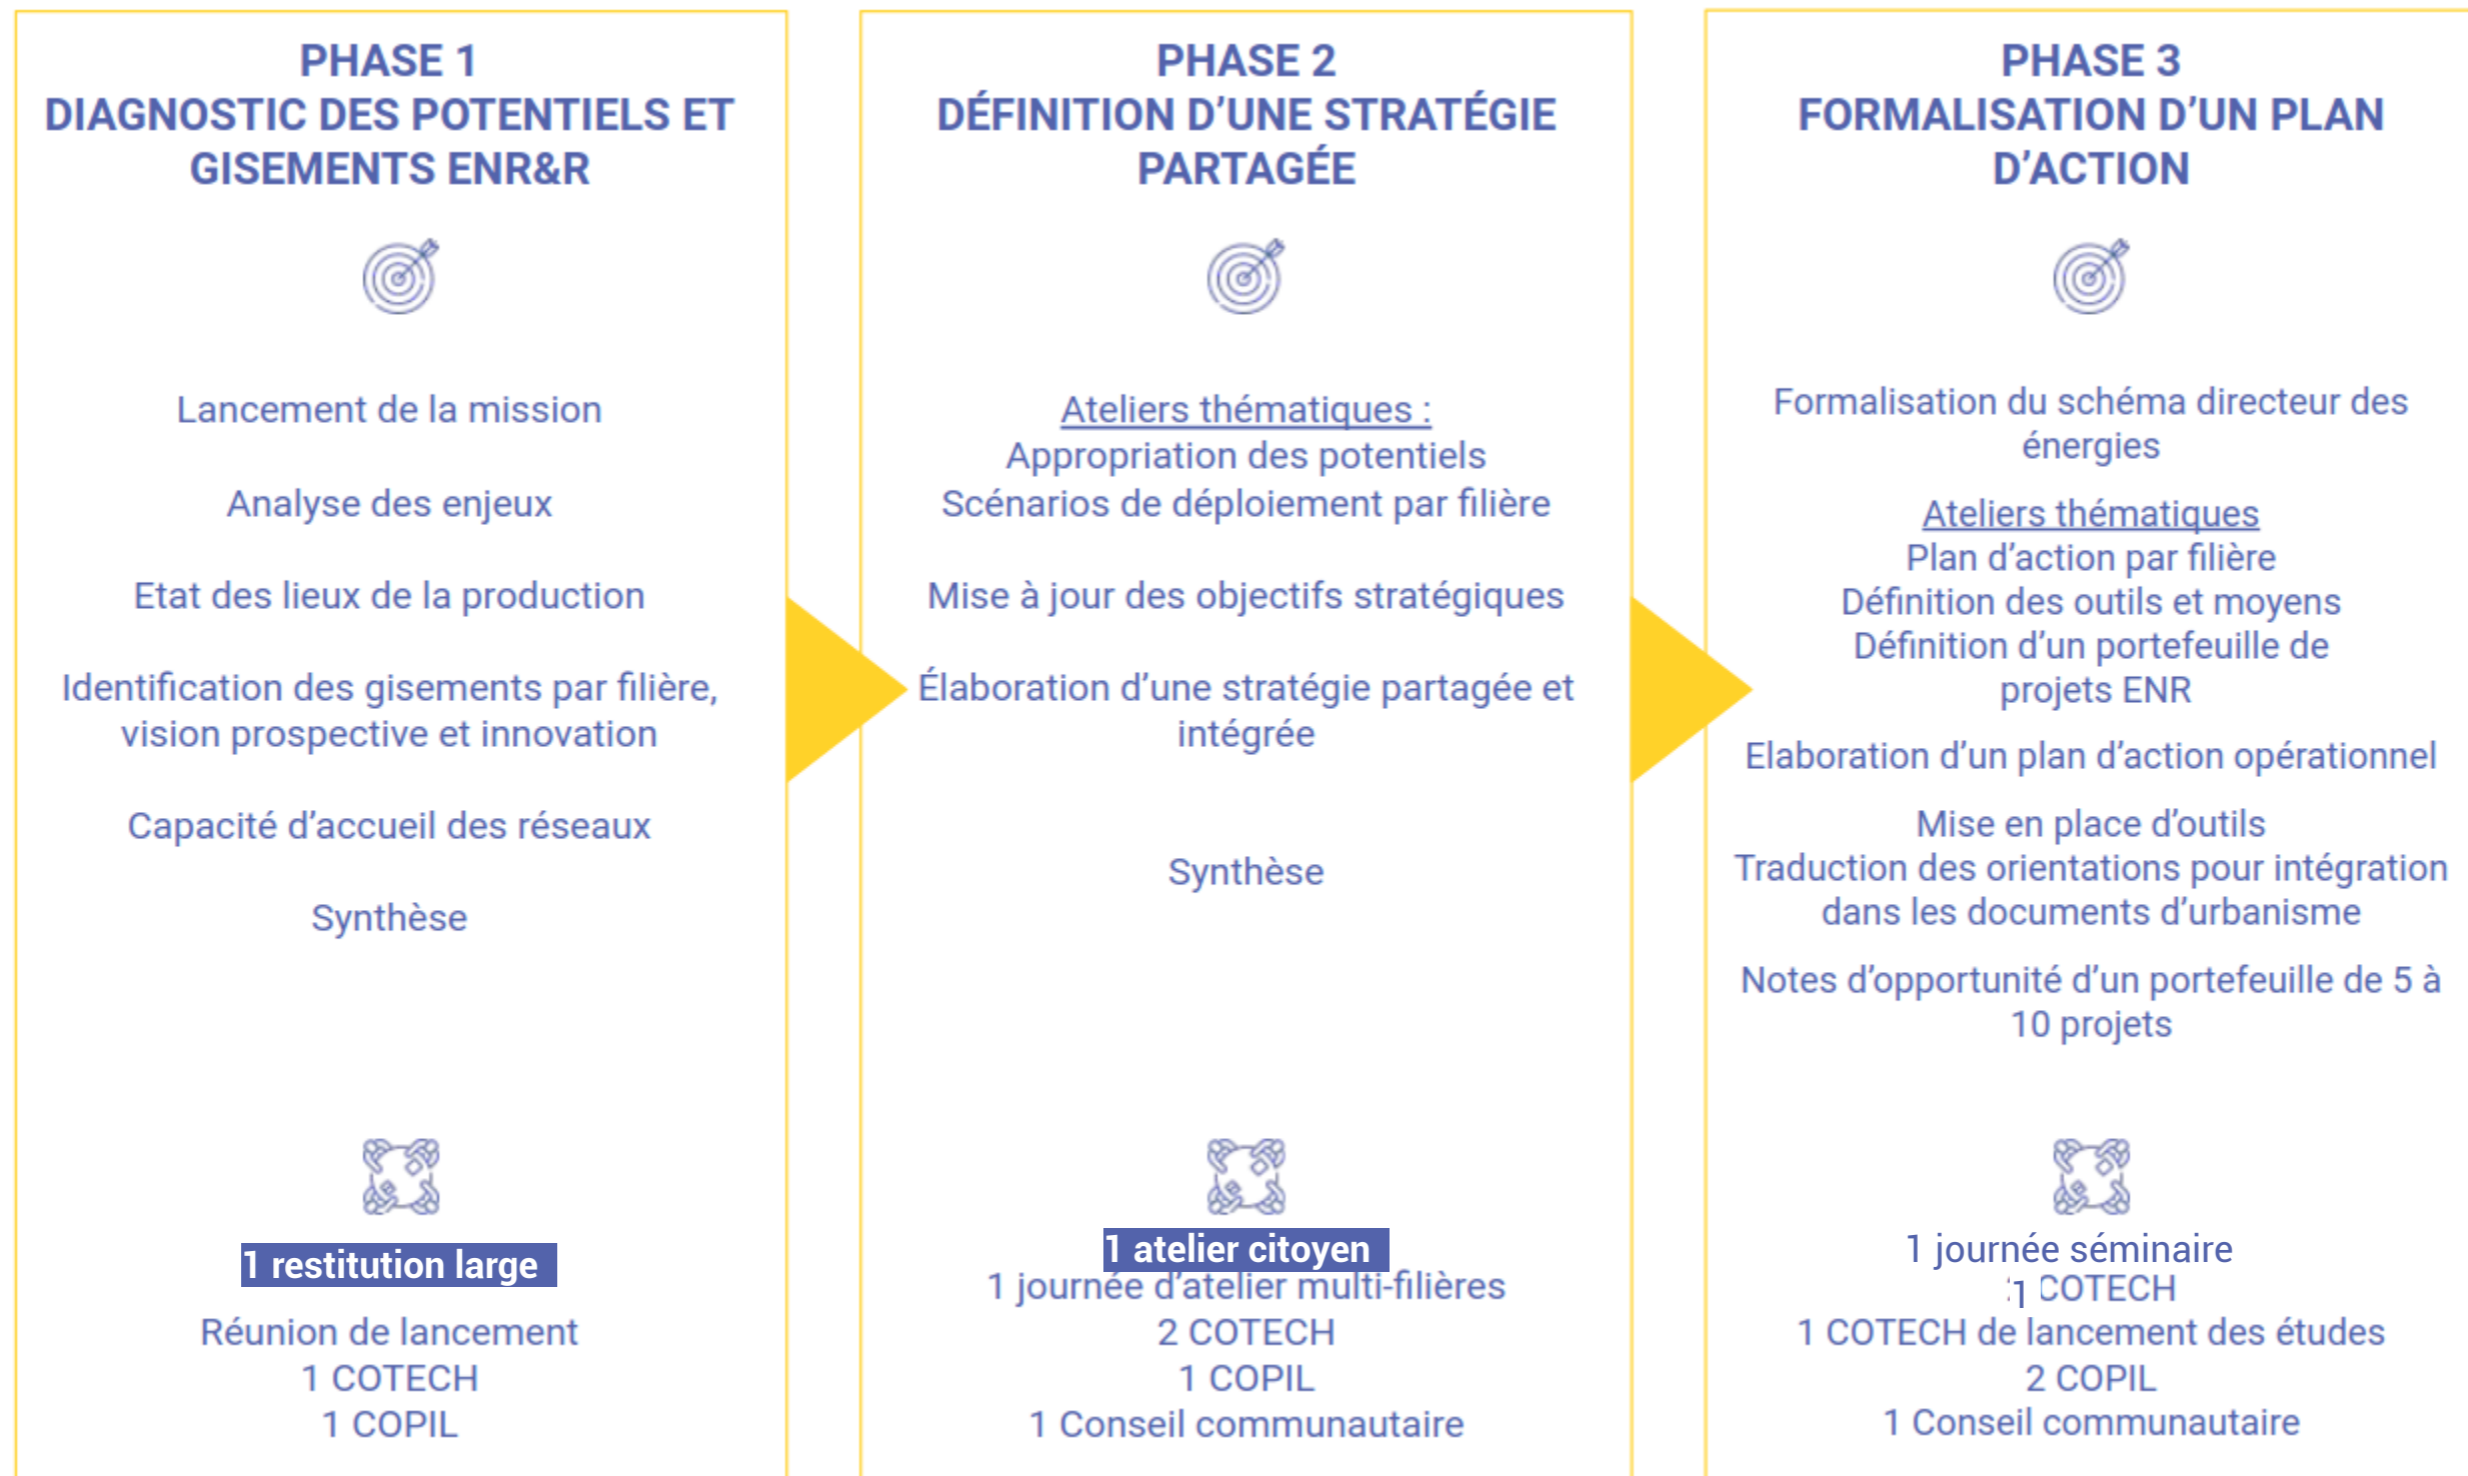 PHASE 1
DIAGNOSTIC DES POTENTIELS ET
GISEMENTS ENR&R
Lancement de la mission
Analyse des enjeux
Etat des lieux de la production
Identification des gisements par filière,
vision prospective et innovation
Capacité d’accueil des réseaux
Synthèse
1 restitution large
Réunion de lancement
1 COTECH
1 COPIL
PHASE 2
DÉFINITION D’UNE STRATÉGIE
PARTAGÉE
Ateliers thématiques :
Appropriation des potentiels
Scénarios de déploiement par filière
Mise à jour des objectifs stratégiques
Élaboration d’une stratégie partagée et
intégrée
Synthèse
1 atelier citoyen
1 journée d’atelier multi-filières
2 COTECH
1 COPIL
1 Conseil communautaire
PHASE 3
FORMALISATION D’UN PLAN
D’ACTION
Formalisation du schéma directeur des
énergies
Ateliers thématiques
Plan d’action par filière
Définition des outils et moyens
Définition d’un portefeuille de
projets ENR
Elaboration d’un plan d’action opérationnel
Mise en place d’outils
Traduction des orientations pour intégration
dans les documents d’urbanisme
Notes d’opportunité d’un portefeuille de 5 à
10 projets
1 journée séminaire
1 COTECH
1 COTECH de lancement des études
2 COPIL
1 Conseil communautaire